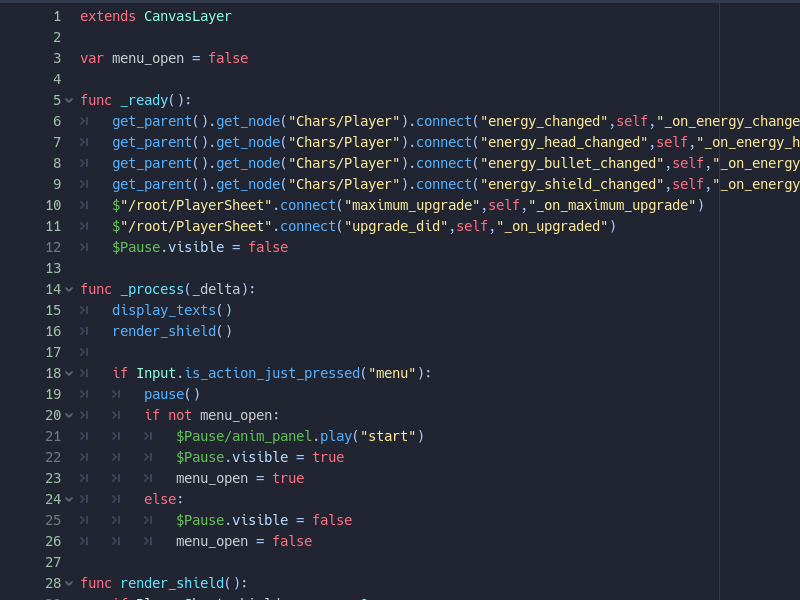 1 extends CanvasLayer
2
3 var menu_open = false
4
5 func _ready():
6 get_parent().get_node("Chars/Player").connect("energy_changed",self,"_on_energy_change
7 get_parent().get_node("Chars/Player").connect("energy_head_changed",self,"_on_energy_h
8 get_parent().get_node("Chars/Player").connect("energy_bullet_changed",self,"_on_energy
9 get_parent().get_node("Chars/Player").connect("energy_shield_changed",self,"_on_energy
10 $"/root/PlayerSheet".connect("maximum_upgrade",self,"_on_maximum_upgrade")
11 $"/root/PlayerSheet".connect("upgrade_did",self,"_on_upgraded")
12 $Pause.visible = false
13
14 func _process(_delta):
15 display_texts()
16 render_shield()
17
18 if Input.is_action_just_pressed("menu"):
19 pause()
20 if not menu_open:
21 $Pause/anim_panel.play("start")
22 $Pause.visible = true
23 menu_open = true
24 else:
25 $Pause.visible = false
26 menu_open = false
27
28 func render_shield():